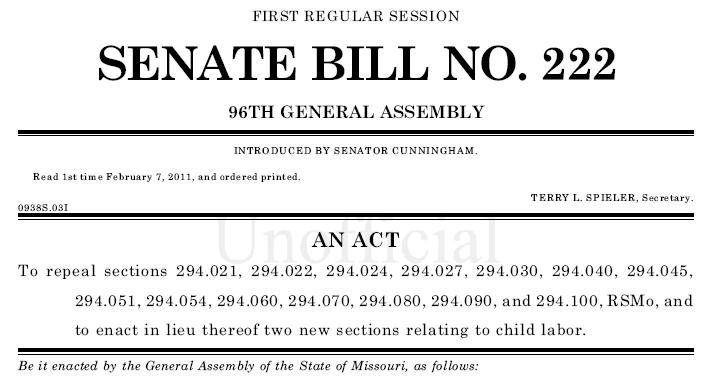 FIRST REGULAR SESSION
SENATE BILL NO. 222
96TH GENERAL ASSEMBLY
INTRODUCED BY SENATOR CUNNINGHAM.
Read 1st time February 7, 2011, and ordered printed.
TERRY L. SPIELER, Secretary.
0938S.03I
Unofficial
AN ACT
To repeal sections 294.021, 294.022, 294.024, 294.027, 294.030, 294.040, 294.045,
294.051, 294.054, 294.060, 294.070, 294.080, 294.090, and 294.100, RSMo, and
to enact in lieu thereof two new sections relating to child labor.
Be it enacted by the General Assembly of the State of Missouri, as follows: